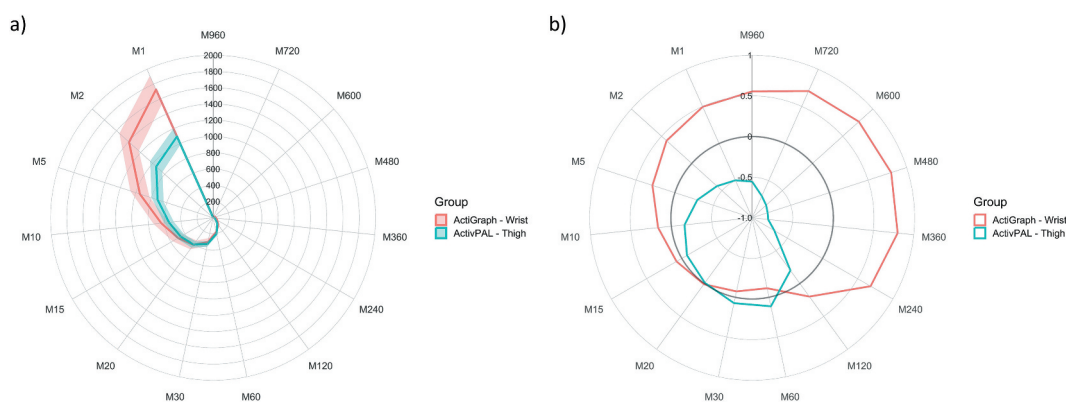 a)
M960
M1
M720
M2
M600
M5
M480
M10
M360
M15
M240
M20
M120
M30
M60
2000
1800
1600
1400
1200
1000
800
600
400
200
Group
ActiGraph - Wrist
ActivPAL - Thigh
b)
M960
M1
M720
M2
M600
M5
M480
M10
M360
M15
M240
M20
M120
M30
M60
1
0.5
0
-0.5
-1.0
Group
ActiGraph - Wrist
ActivPAL - Thigh